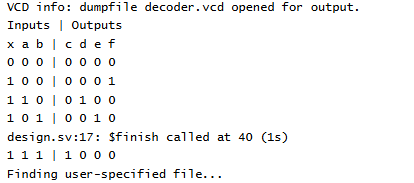 VCD info: dumpfile decoder.vcd opened for output.
Inputs | Outputs
x a b | c d e f
0 0 0 | 0 0 0 0
1 0 0 | 0 0 0 1
1 1 0 | 0 1 0 0
1 0 1 | 0 0 1 0
design.sv:17: $finish called at 40 (1s)
1 1 1 | 1 0 0 0
Finding user-specified file...